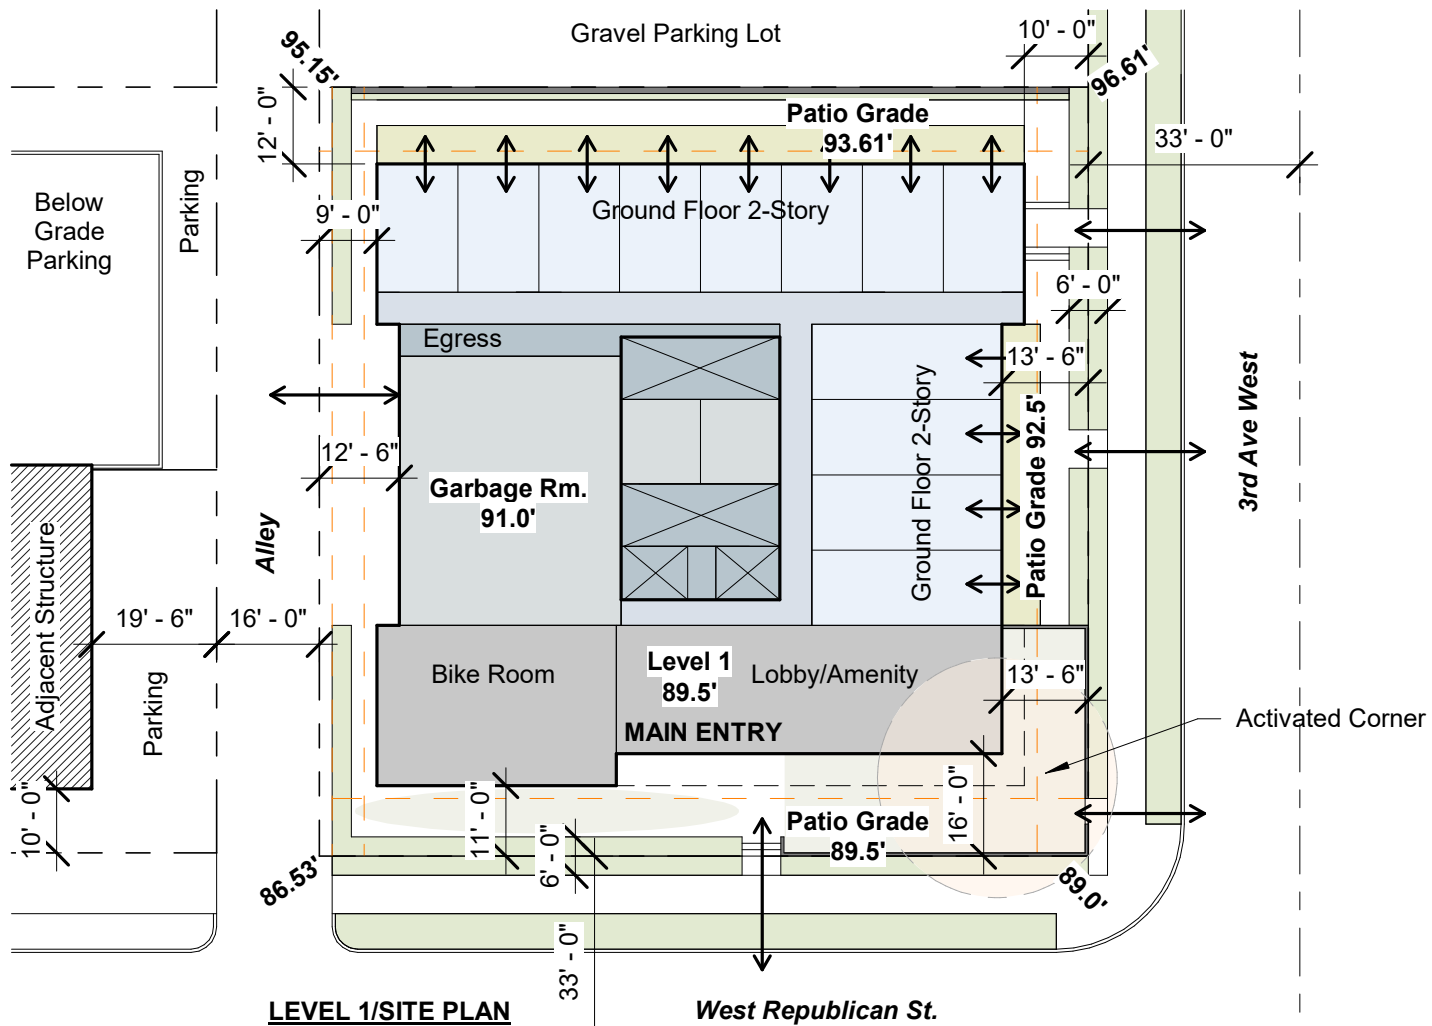 Gravel Parking Lot
10' - 0"
95.15'
96.61'
12' - 0"
Patio Grade
93.61'
33' - 0"
Below
Grade
Parking
Parking
9' - 0"
Ground Floor 2-Story
6' - 0"
Egress
13' - 6"
Ground Floor 2-Story
Patio Grade 92.5'
3rd Ave West
12' - 6"
Garbage Rm.
91.0'
Alley
Adjacent Structure
19' - 6"
16' - 0"
Parking
Bike Room
Level 1
89.5'
Lobby/Amenity
13' - 6"
MAIN ENTRY
Activated Corner
10' - 0"
11' - 0"
16' - 0"
Patio Grade
89.5'
6' - 0"
86.53'
89.0'
33' - 0"
LEVEL 1/SITE PLAN
West Republican St.